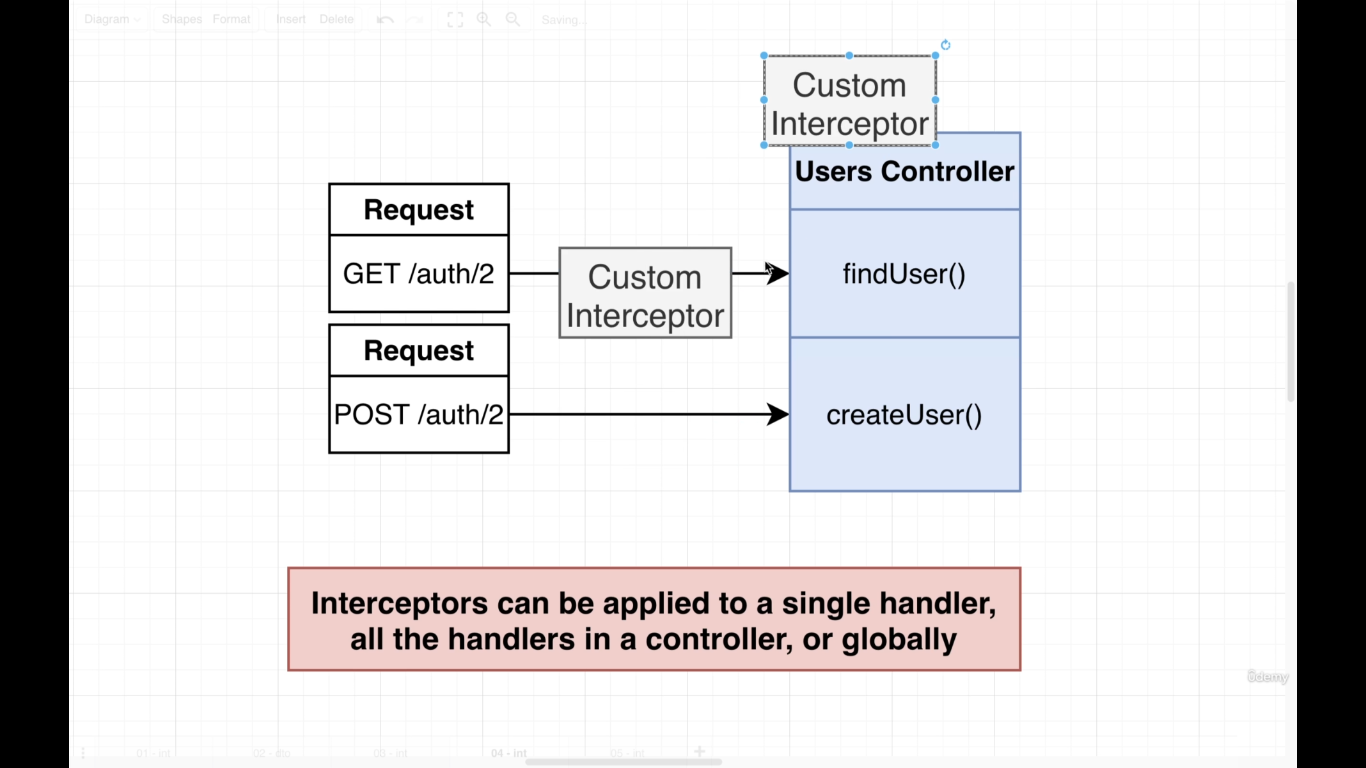 Diagram Shapes Format Insert Delete Saving...
Custom
Interceptor
Users Controller
Request
GET /auth/2
Custom
Interceptor
findUser()
Request
POST /auth/2
createUser()
Interceptors can be applied to a single handler,
all the handlers in a controller, or globally
ûdemy
01 - int 02 - dto 03 - int 04 - int 05 - int